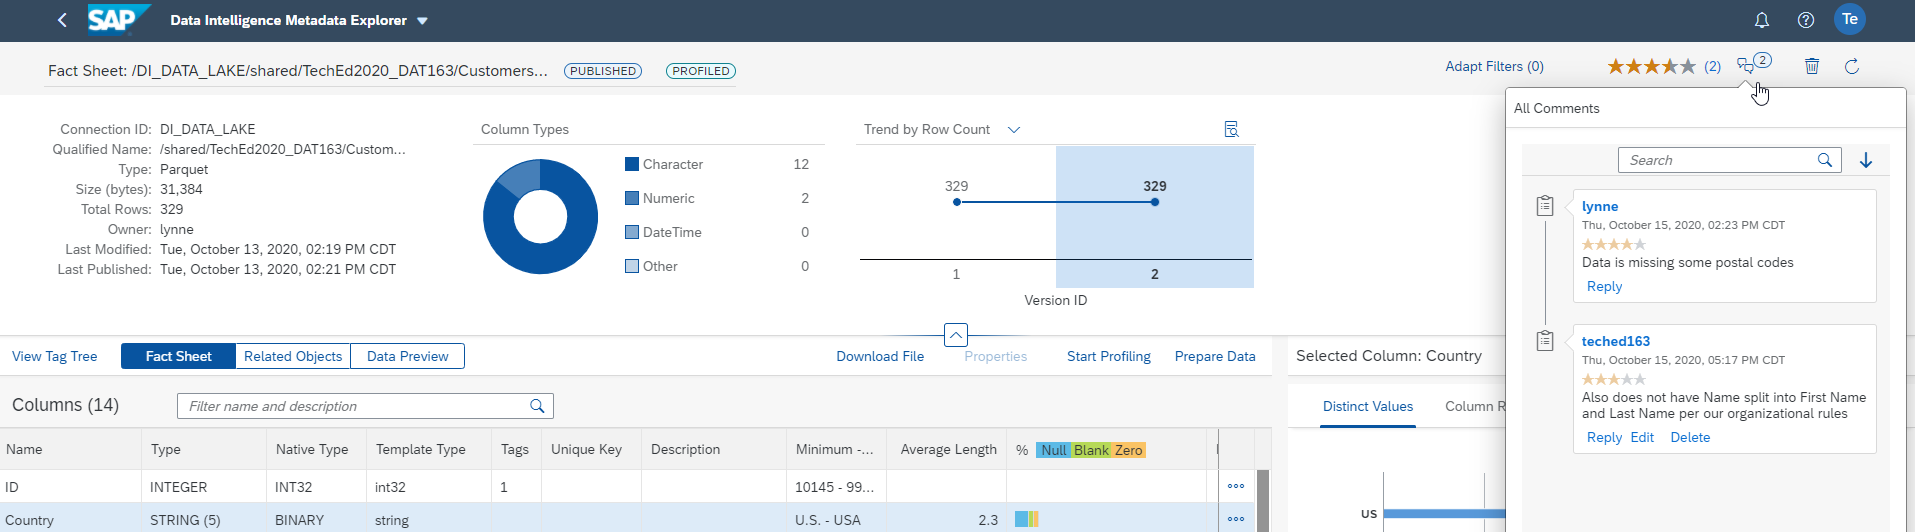 SAP Data Intelligence Metadata Explorer
Te
Fact Sheet: /DI_DATA_LAKE/shared/TechEd2020_DAT163/Customers... PUBLISHED PROFILED
Adapt Filters (0) (2) 2
Connection ID: DI_DATA_LAKE
Qualified Name: /shared/TechEd2020_DAT163/Custom...
Type: Parquet
Size (bytes): 31,384
Total Rows: 329
Owner: lynne
Last Modified: Tue, October 13, 2020, 02:19 PM CDT
Last Published: Tue, October 13, 2020, 02:21 PM CDT
Column Types
Character 12
Numeric 2
DateTime 0
Other 0
Trend by Row Count
329 329
1 2
Version ID
All Comments
Search
lynne
Thu, October 15, 2020, 02:23 PM CDT
Data is missing some postal codes
Reply
teched163
Thu, October 15, 2020, 05:17 PM CDT
Also does not have Name split into First Name
and Last Name per our organizational rules
Reply Edit Delete
View Tag Tree Fact Sheet Related Objects Data Preview
Download File Properties Start Profiling Prepare Data
Columns (14) Filter name and description
Name Type Native Type Template Type Tags Unique Key Description Minimum -... Average Length % Null Blank Zero
ID INTEGER INT32 int32 1 10145 - 99...
Country STRING (5) BINARY string U.S. - USA 2.3
Selected Column: Country
Distinct Values Column R
US